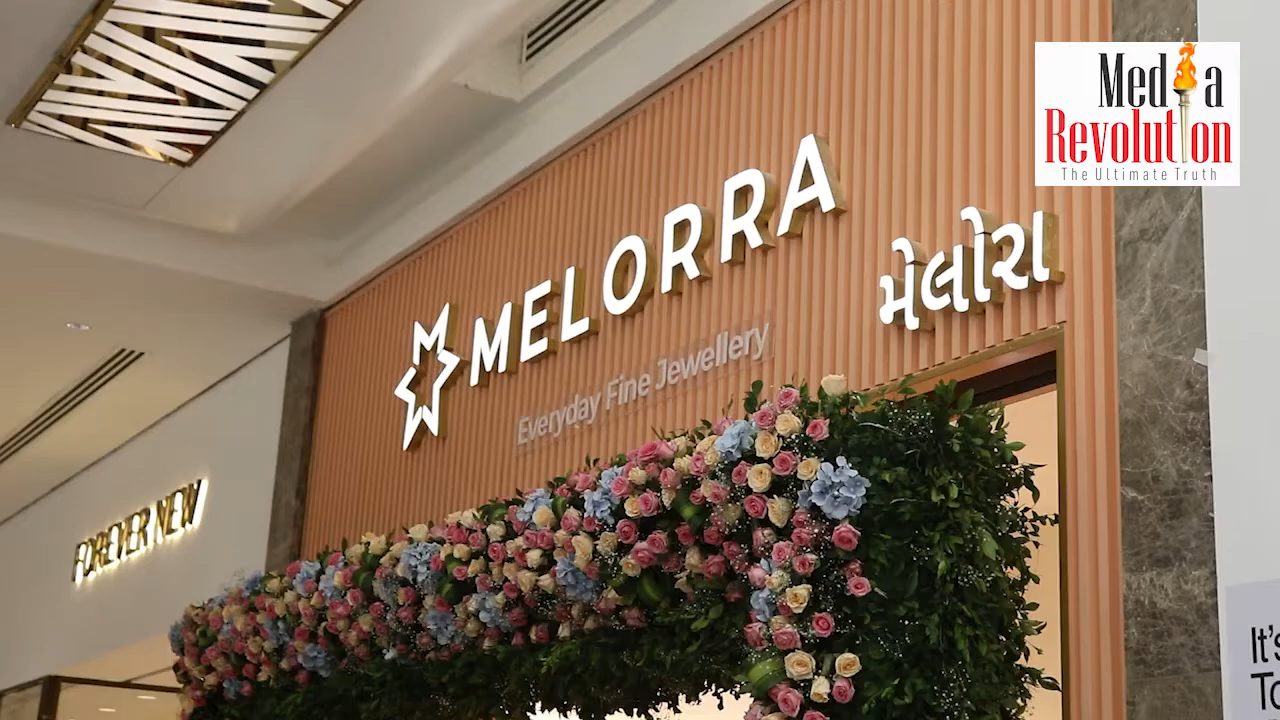 Media
Revolution
The Ultimate Truth
MELORRA
મેલોરા
Everyday Fine Jewellery
FOREVER NEW
It's
To